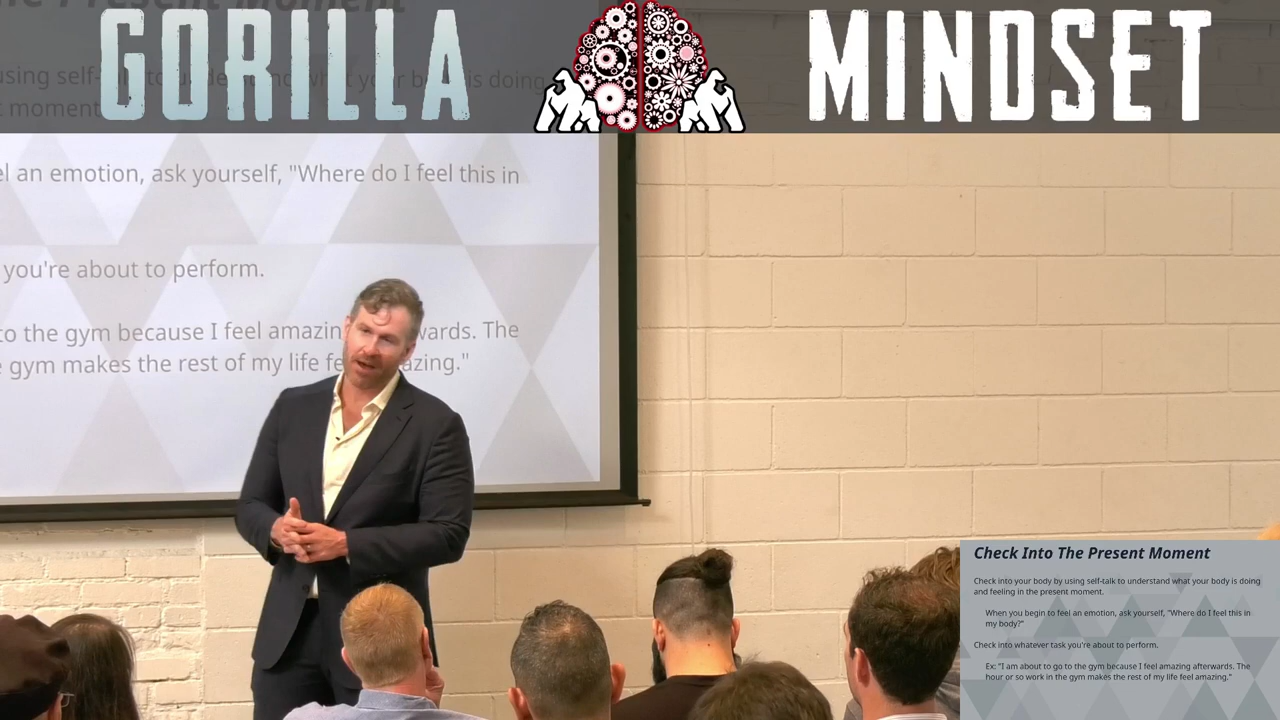 GORILLA MINDSET
el an emotion, ask yourself, "Where do I feel this in
you're about to perform.
to the gym because I feel amazin wards. The
e gym makes the rest of my life fe azing."
Check Into The Present Moment
Check into your body by using self-talk to understand what your body is doing
and feeling in the present moment.
When you begin to feel an emotion, ask yourself, "Where do I feel this in
my body?"
Check into whatever task you're about to perform.
Ex: "I am about to go to the gym because I feel amazing afterwards. The
hour or so work in the gym makes the rest of my life feel amazing."